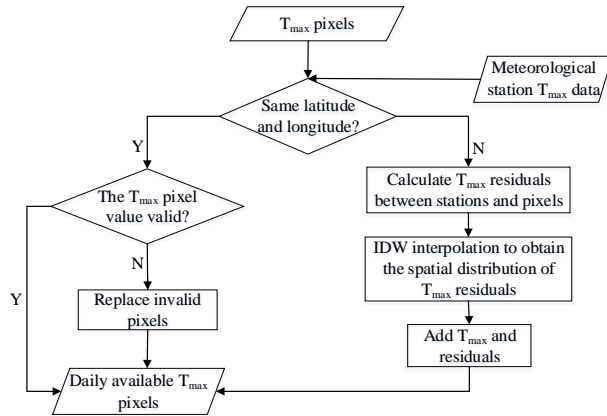 Tmax pixels
Meteorological
station Tmax data
Same latitude
and longitude?
Y
N
The Tmax pixel
value valid?
Calculate Tmax residuals
between stations and pixels
N
Y
IDW interpolation to obtain
the spatial distribution of
Tmax residuals
Replace invalid
pixels
Add Tmax and
residuals
Daily available Tmax
pixels